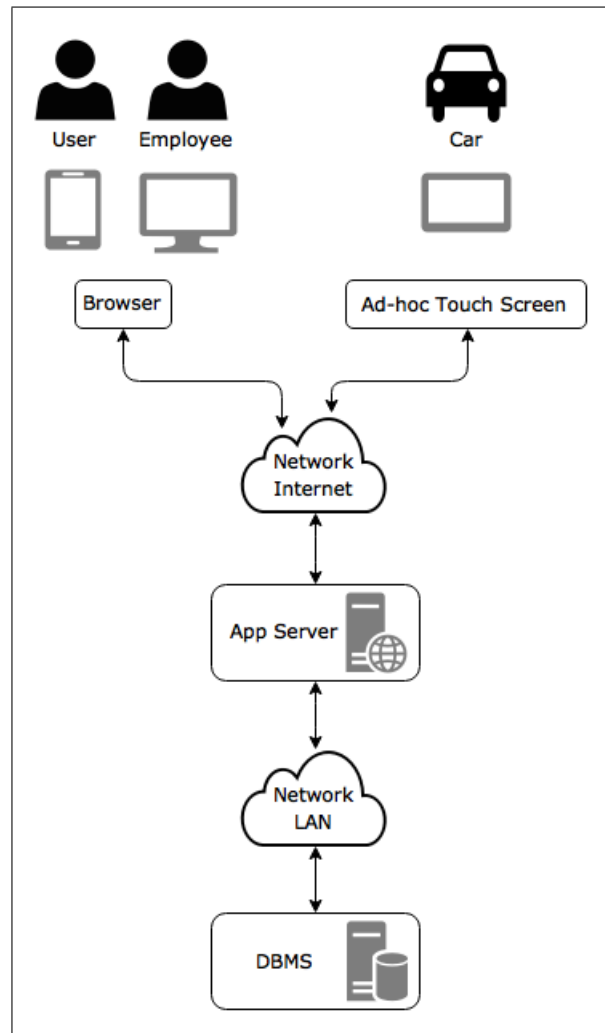 User Employee Car
Browser
Ad-hoc Touch Screen
Network
Internet
App Server
Network
LAN
DBMS